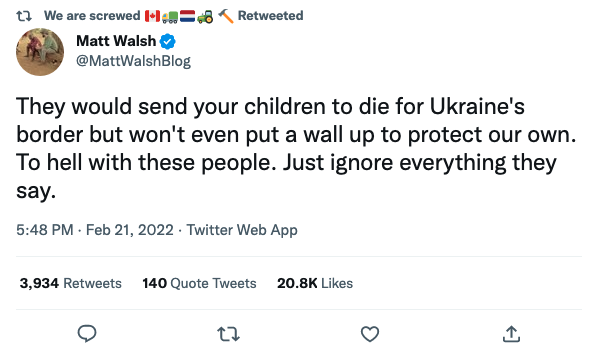 We are screwed 🇨🇦🚛🇳🇱🚜🔨 Retweeted
Matt Walsh
@MattWalshBlog
They would send your children to die for Ukraine's
border but won't even put a wall up to protect our own.
To hell with these people. Just ignore everything they
say.
5:48 PM · Feb 21, 2022 · Twitter Web App
3,934 Retweets 140 Quote Tweets 20.8K Likes